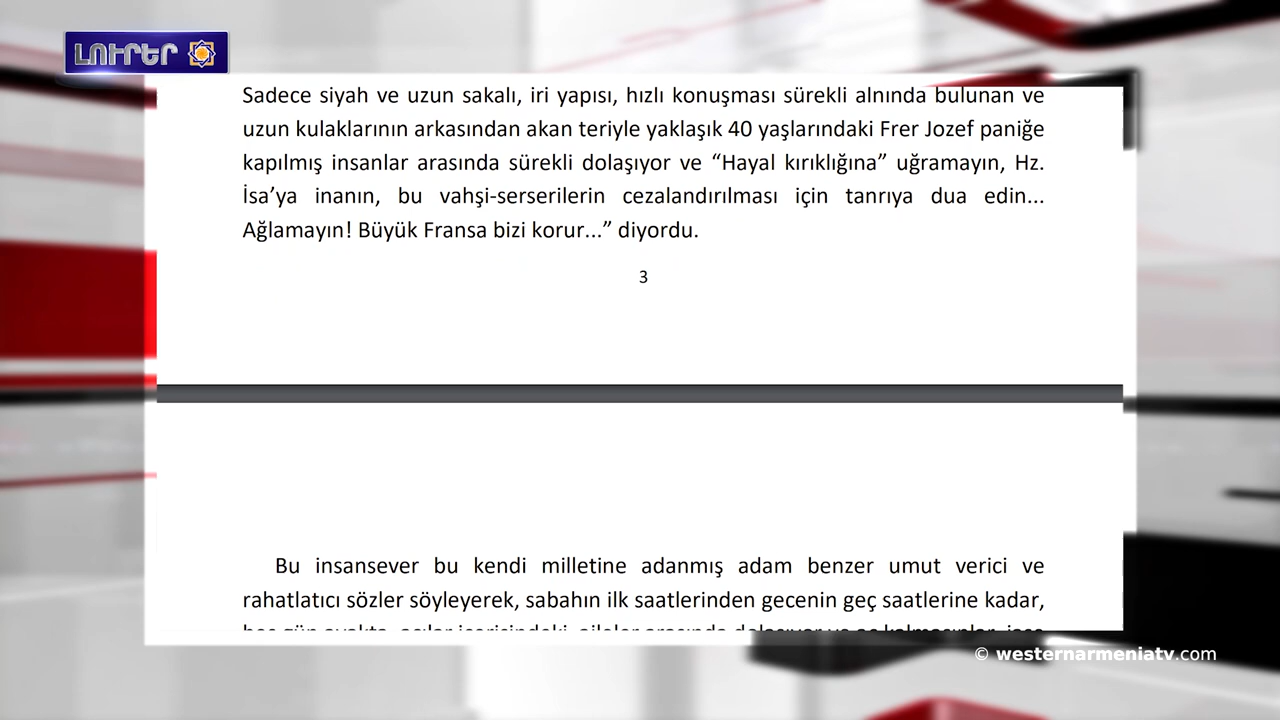 ԼՈՒՐԵՐ
Sadece siyah ve uzun sakalı, iri yapısı, hızlı konuşması sürekli alnında bulunan ve
uzun kulaklarının arkasından akan teriyle yaklaşık 40 yaşlarındaki Frer Jozef paniğe
kapılmış insanlar arasında sürekli dolaşıyor ve “Hayal kırıklığına” uğramayın, Hz.
İsa’ya inanın, bu vahşi-serserilerin cezalandırılması için tanrıya dua edin...
Ağlamayın! Büyük Fransa bizi korur...” diyordu.
3
Bu insansever bu kendi milletine adanmış adam benzer umut verici ve
rahatlatıcı sözler söyleyerek, sabahın ilk saatlerinden gecenin geç saatlerine kadar,
© westernarmeniatv.com